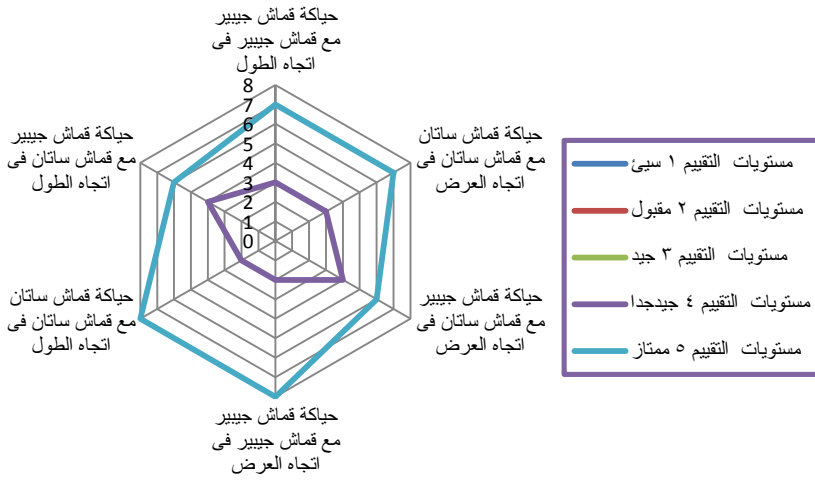 حياكة قماش جيبير
مع قماش جيبير فى
اتجاه الطول
حياكة قماش ساتان
مع قماش ساتان فى
اتجاه العرض
حياكة قماش جيبير
مع قماش ساتان فى
اتجاه العرض
حياكة قماش جيبير
مع قماش جيبير فى
اتجاه العرض
حياكة قماش ساتان
مع قماش ساتان فى
اتجاه الطول
حياكة قماش جيبير
مع قماش ساتان فى
اتجاه الطول
8
7
6
5
4
3
2
1
0
مستويات التقييم ١ سيئ
مستويات التقييم ٢ مقبول
مستويات التقييم ٣ جيد
مستويات التقييم ٤ جيدجدا
مستويات التقييم ٥ ممتاز